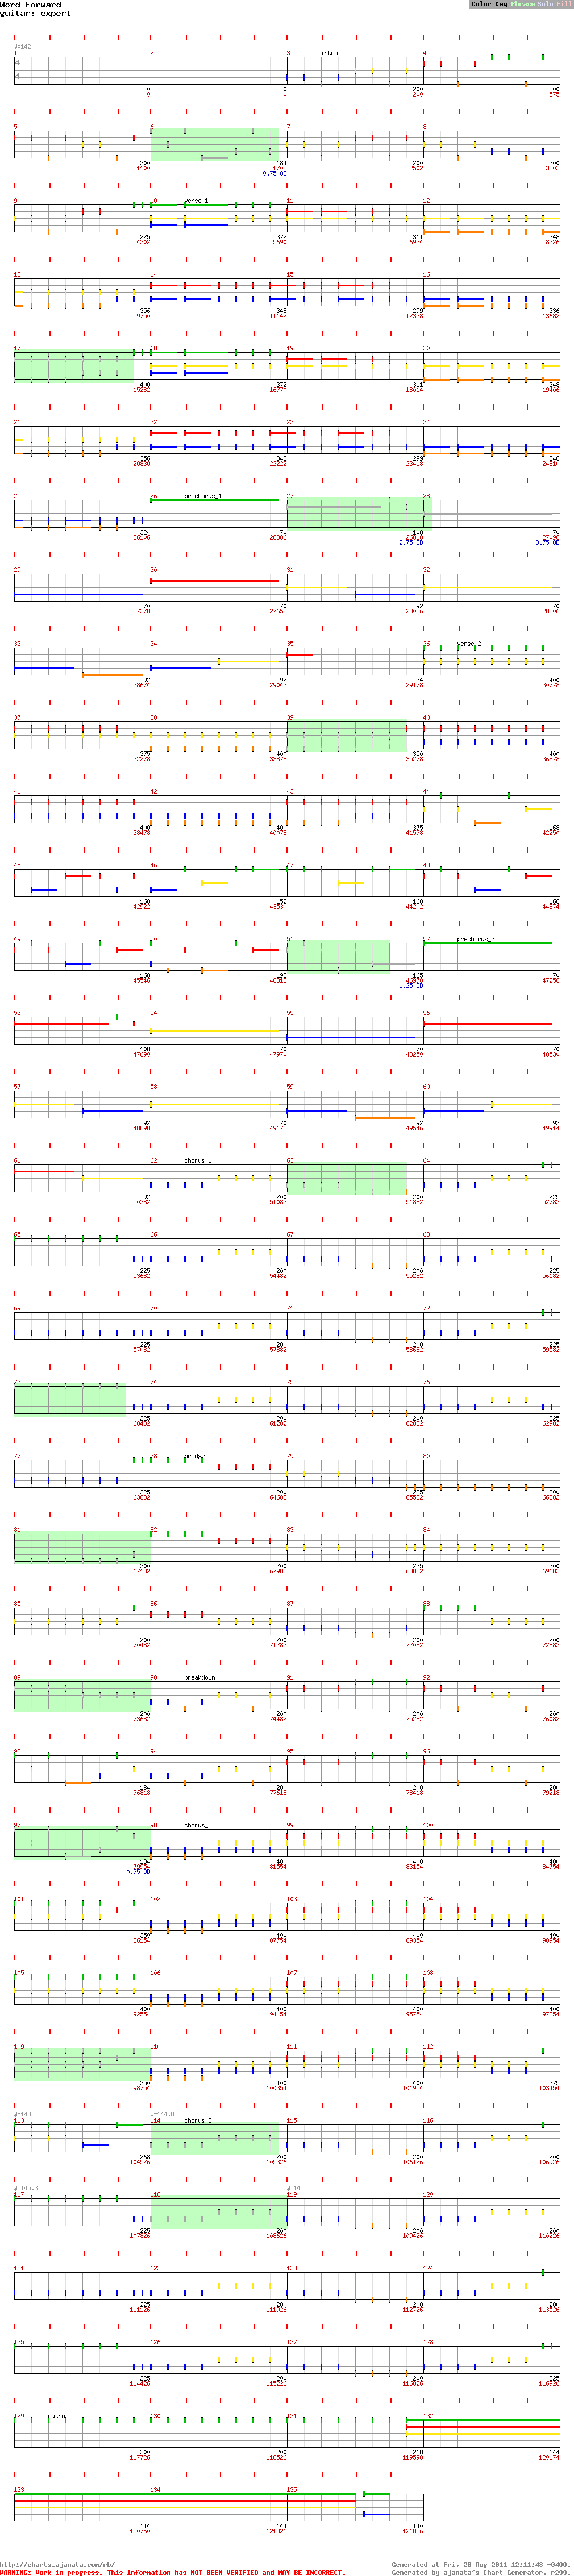 Word Forward
guitar; expert
Color Key Phrase Solo Fill
♩=142
1 2 3 intro 4
0 0 200 200
0 0 200 575
5 6 7 8
200 184 200 200
1100 1702 2502 3302
0.75 OD
9 10 verse_1 11 12
225 372 311 348
4202 5690 6934 8326
13 14 15 16
356 348 299 336
9750 11142 12338 13682
17 18 19 20
400 372 311 348
15282 16770 18014 19406
21 22 23 24
356 348 299 348
20830 22222 23418 24810
25 26 prechorus_1 27 28
324 70 108 70
26106 26386 26818 27098
2.75 OD 3.75 OD
29 30 31 32
70 70 92 70
27378 27658 28026 28306
33 34 35 36 verse_2
92 92 34 400
28674 29042 29178 30778
37 38 39 40
375 400 350 400
32278 33878 35278 36878
41 42 43 44
400 400 375 168
38478 40078 41578 42250
45 46 47 48
168 152 168 168
42922 43530 44202 44874
49 50 51 52 prechorus_2
168 193 165 70
45546 46318 46978 47258
1.25 OD
53 54 55 56
108 70 70 70
47690 47970 48250 48530
57 58 59 60
92 70 92 92
48898 49178 49546 49914
61 62 chorus_1 63 64
92 200 200 225
50282 51082 51882 52782
65 66 67 68
225 200 200 225
53682 54482 55282 56182
69 70 71 72
225 200 200 225
57082 57882 58682 59582
73 74 75 76
225 200 200 225
60482 61282 62082 62982
77 78 bridge 79 80
225 200 225 200
63882 64682 65582 66382
81 82 83 84
200 200 225 200
67182 67982 68882 69682
85 86 87 88
200 200 200 200
70482 71282 72082 72882
89 90 breakdown 91 92
200 200 200 200
73682 74482 75282 76082
93 94 95 96
184 200 200 200
76818 77618 78418 79218
97 98 chorus_2 99 100
184 400 400 400
79954 81554 83154 84754
0.75 OD
101 102 103 104
350 400 400 400
86154 87754 89354 90954
105 106 107 108
400 400 400 400
92554 94154 95754 97354
109 110 111 112
350 400 400 375
98754 100354 101954 103454
♩=143 ♩=144.8
113 114 chorus_3 115 116
268 200 200 200
104526 105326 106126 106926
♩=145.3 ♩=145
117 118 119 120
225 200 200 200
107826 108626 109426 110226
121 122 123 124
225 200 200 200
111126 111926 112726 113526
125 126 127 128
225 200 200 225
114426 115226 116026 116926
129 outro 130 131 132
200 200 268 144
117726 118526 119598 120174
133 134 135
144 144 140
120750 121326 121886
http://charts.ajanata.com/rb/
WARNING: Work in progress. This information has NOT BEEN VERIFIED and MAY BE INCORRECT.
Generated at Fri, 26 Aug 2011 12:11:48 -0400,
Generated by ajanata's Chart Generator, r299,